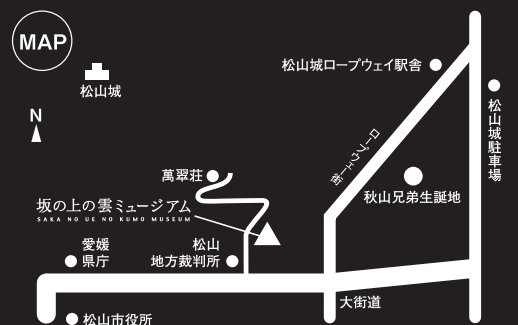 MAP
松山城
N
松山城ロープウェイ駅舎
松山城駐車場
ロープウェー街
秋山兄弟生誕地
萬翠荘
坂の上の雲ミュージアム
SAKA NO UE NO KUMO MUSEUM
愛媛
県庁
松山
地方裁判所
大街道
松山市役所